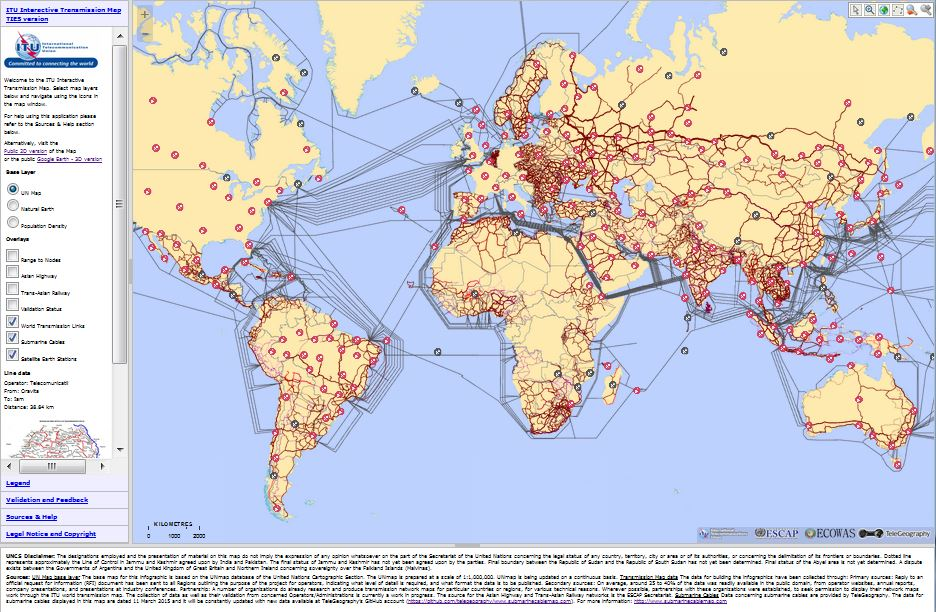 ITU Interactive Transmission Map
TIES version
ITU
International
Telecommunication
Union
Committed to connecting the world
Welcome to the ITU Interactive
Transmission Map. Select map layers
below and navigate using the icons in
the map window.
For help using this application please
refer to the Sources & Help section
below.
Alternatively, visit the
Public 3D version of the Map
or the public Google Earth - 3D version
Base Layer
UN Map
Natural Earth
Population Density
Overlays
Range to Nodes
Asian Highway
Trans-Asian Railway
Validation Status
World Transmission Links
Submarine Cables
Satellite Earth Stations
Line data
Operator: Telecomunicatii
From: Oravita
To: Iam
Distance: 38.84 km
Legend
Validation and Feedback
Sources & Help
Legal Notice and Copyright
KILOMETRES
0 1000 2000
ESCAP
ECOWAS
TeleGeography
UNCS Disclaimer: The designations employed and the presentation of material on this map do not imply the expression of any opinion whatsoever on the part of the Secretariat of the United Nations concerning the legal status of any country, territory, city or area or of its authorities, or concerning the delimitation of its frontiers or boundaries. Dotted line
represents approximately the Line of Control in Jammu and Kashmir agreed upon by India and Pakistan. The final status of Jammu and Kashmir has not yet been agreed upon by the parties. Final boundary between the Republic of Sudan and the Republic of South Sudan has not yet been determined. Final status of the Abyei area is not yet determined. A dispute
exists between the Governments of Argentina and the United Kingdom of Great Britain and Northern Ireland concerning sovereignty over the Falkland Islands (Malvinas).
Sources: UN Map base layer The base map for this infographic is based on the UNmap database of the United Nations Cartographic Section. The UNmap is prepared at a scale of 1:1,000,000. UNmap is being updated on a continuous basis. Transmission Map data The data for building the infographics have been collected through: Primary sources: Reply to an
official request for information (RFI) document has been sent to all Regions outlining the purpose of the project for operators, indicating what level of detail is required, and what format the data is to be published. Secondary sources: On average, around 25 to 40% of the data was readily available in the public domain, from operator websites, annual reports,
company presentations, and presentations at industry conferences. Partnership: A number of organizations do already research and produce transmission network maps for particular countries or regions, for various technical reasons. Wherever possible, partnership with these organizations were established, to seek permission to display their network maps
work through the ITU world transmission map. The collection of data as well as their validation from concerned Operators/Administrations is currently a work in progress. The source for the Asian Highway and Trans-Asian Railway networks is the ESCAP Secretariat. Submarine Cables Data concerning submarine cables are provided by TeleGeography. The data for
submarine cables displayed in this map are dated 11 March 2015 and it will be constantly updated with new data available at TeleGeography's GitHub account (https://github.com/telegeography/www.submarinecablemap.com). For more information: http://www.submarinecablemap.com